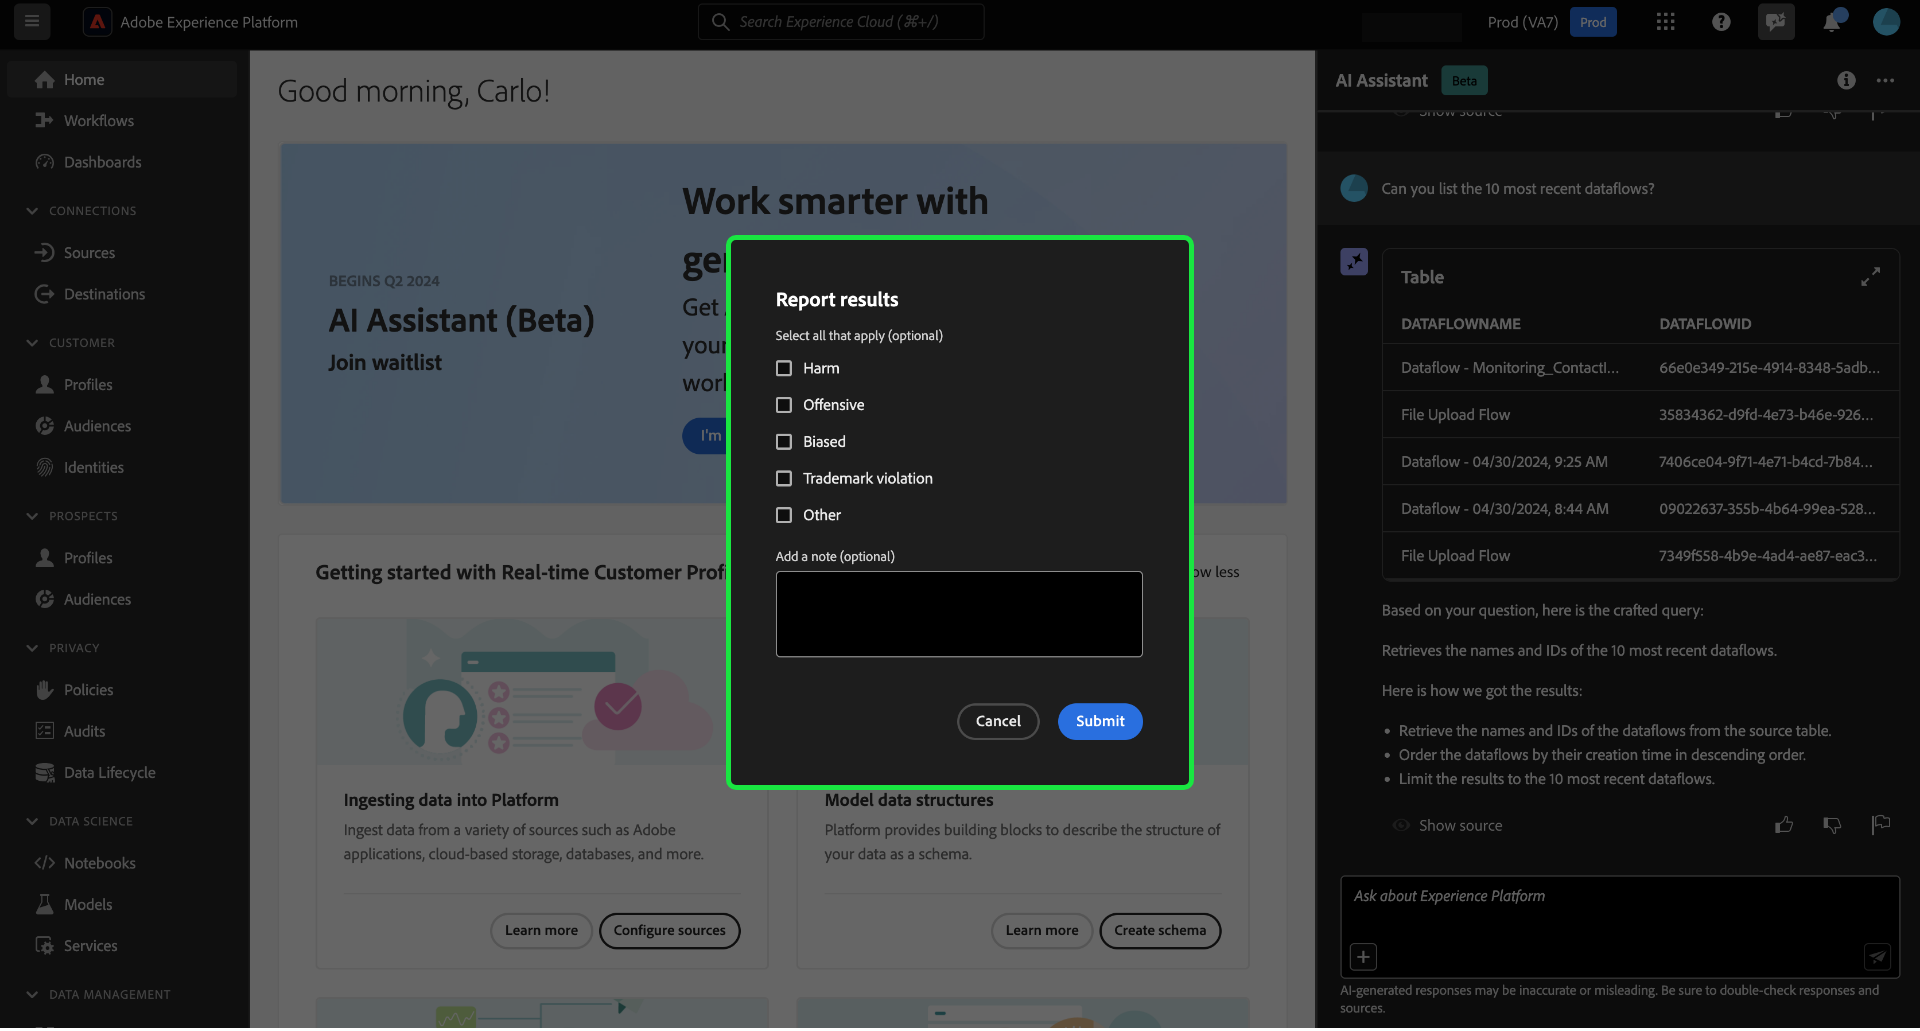 Adobe Experience Platform
Search Experience Cloud (⌘+/)
Prod (VA7)
Prod
Home
Workflows
Dashboards
CONNECTIONS
Sources
Destinations
CUSTOMER
Profiles
Audiences
Identities
PROSPECTS
Profiles
Audiences
PRIVACY
Policies
Audits
Data Lifecycle
DATA SCIENCE
Notebooks
Models
Services
DATA MANAGEMENT
Good morning, Carlo!
BEGINS Q2 2024
AI Assistant (Beta)
Join waitlist
Work smarter with
Get
I'm
Getting started with Real-time Customer
less
Ingesting data into Platform
Ingest data from a variety of sources such as Adobe
applications, cloud-based storage, databases, and more.
Learn more
Configure sources
Model data structures
Platform provides building blocks to describe the structure of
your data as a schema.
Learn more
Create schema
Report results
Select all that apply (optional)
Harm
Offensive
Biased
Trademark violation
Other
Add a note (optional)
Cancel
Submit
AI Assistant
Beta
Show source
Can you list the 10 most recent dataflows?
Table
DATAFLOWNAME DATAFLOWID
Dataflow - Monitoring_ContactI... 66e0e349-215e-4914-8348-5adb...
File Upload Flow 35834362-d9fd-4e73-b46e-926...
Dataflow - 04/30/2024, 9:25 AM 7406ce04-9f71-4e71-b4cd-7b84...
Dataflow - 04/30/2024, 8:44 AM 09022637-355b-4b64-99ea-528...
File Upload Flow 7349f558-4b9e-4ad4-ae87-eac3...
Based on your question, here is the crafted query:
Retrieves the names and IDs of the 10 most recent dataflows.
Here is how we got the results:
• Retrieve the names and IDs of the dataflows from the source table.
• Order the dataflows by their creation time in descending order.
• Limit the results to the 10 most recent dataflows.
Show source
Ask about Experience Platform
AI-generated responses may be inaccurate or misleading. Be sure to double-check responses and
sources.